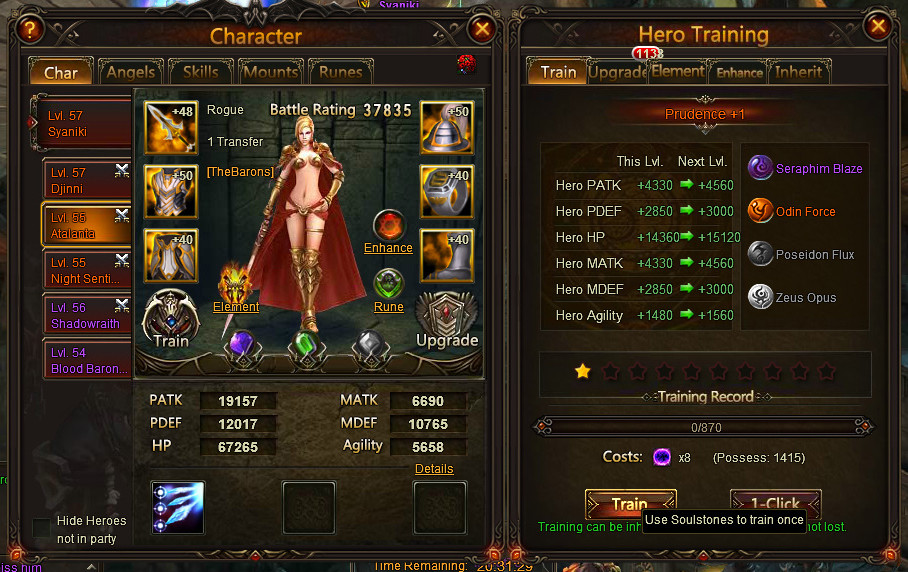 Syaniki
?
Character
Char
Angels
Skills
Mounts
Runes
Lvl. 57
Syaniki
Lvl. 57
Djinni
Lvl. 55
Atalanta
Lvl. 55
Night Senti...
Lvl. 56
Shadowraith
Lvl. 54
Blood Baron...
+48
Rogue
Battle Rating 37835
+50
1 Transfer
+50
[TheBarons]
+40
+40
+40
Enhance
Element
Rune
Train
Upgrade
PATK 19157 MATK 6690
PDEF 12017 MDEF 10765
HP 67265 Agility 5658
Details
Hide Heroes
not in party
Hero Training
113
Train
Upgrade
Element
Enhance
Inherit
Prudence +1
This Lvl. Next Lvl.
Hero PATK +4330 +4560
Hero PDEF +2850 +3000
Hero HP +14360 +15120
Hero MATK +4330 +4560
Hero MDEF +2850 +3000
Hero Agility +1480 +1560
Seraphim Blaze
Odin Force
Poseidon Flux
Zeus Opus
Training Record
0/870
Costs: x8 (Possess: 1415)
Train
1-Click
Use Soulstones to train once
Training can be inh
not lost.
iss him
Time Remaining: 20:31:29